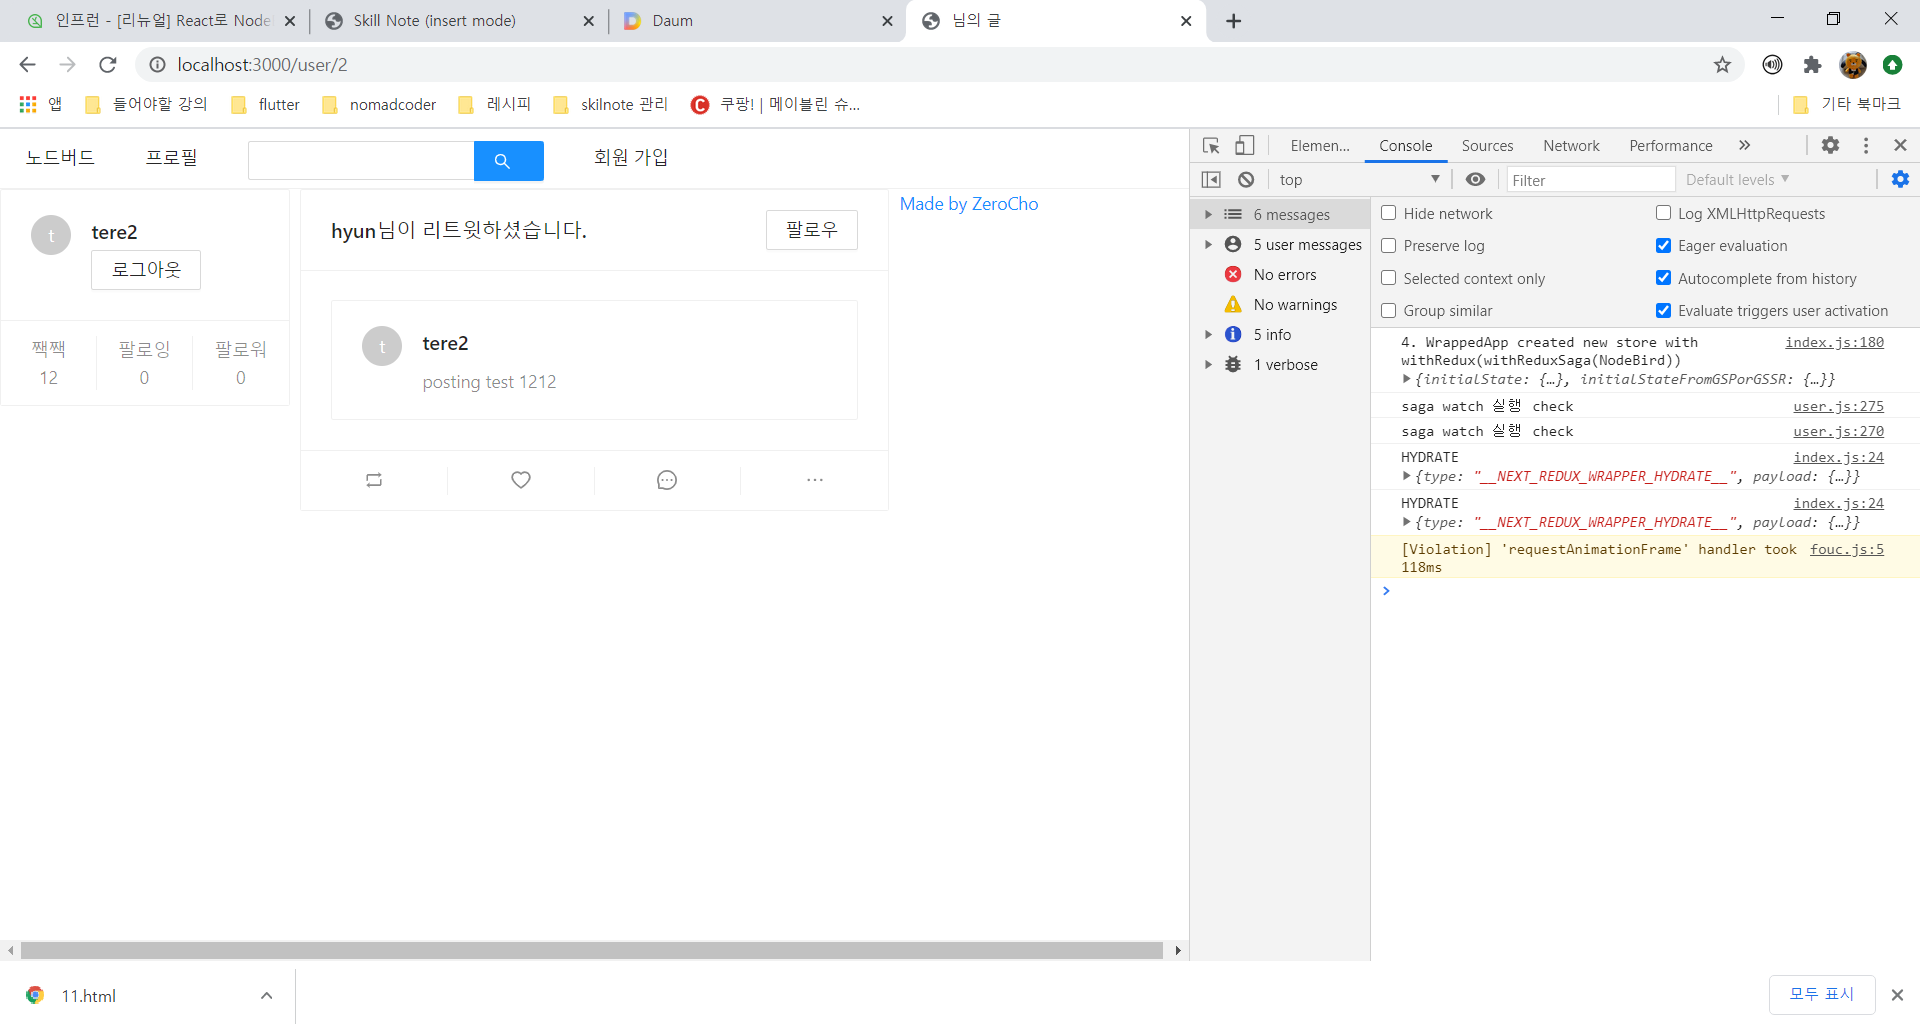 인프런 - [리뉴얼] React로 Node
Skill Note (insert mode)
Daum
님의 글
localhost:3000/user/2
앱
들어야할 강의
flutter
nomadcoder
레시피
skilnote 관리
쿠팡! | 메이블린 슈...
기타 북마크
노드버드
프로필
회원 가입
t
tere2
로그아웃
짹짹
팔로잉
팔로워
12
0
0
hyun님이 리트윗하셨습니다.
팔로우
t
tere2
posting test 1212
Made by ZeroCho
Elemen...
Console
Sources
Network
Performance
top
Filter
Default levels
6 messages
5 user messages
No errors
No warnings
5 info
1 verbose
Hide network
Log XMLHttpRequests
Preserve log
Eager evaluation
Selected context only
Autocomplete from history
Group similar
Evaluate triggers user activation
4. WrappedApp created new store with index.js:180
withRedux(withReduxSaga(NodeBird))
{initialState: {…}, initialStateFromGSPorGSSR: {…}}
saga watch 실행 check user.js:275
saga watch 실행 check user.js:270
HYDRATE index.js:24
{type: "__NEXT_REDUX_WRAPPER_HYDRATE__", payload: {…}}
HYDRATE index.js:24
{type: "__NEXT_REDUX_WRAPPER_HYDRATE__", payload: {…}}
[Violation] 'requestAnimationFrame' handler took fouc.js:5
118ms
11.html
모두 표시